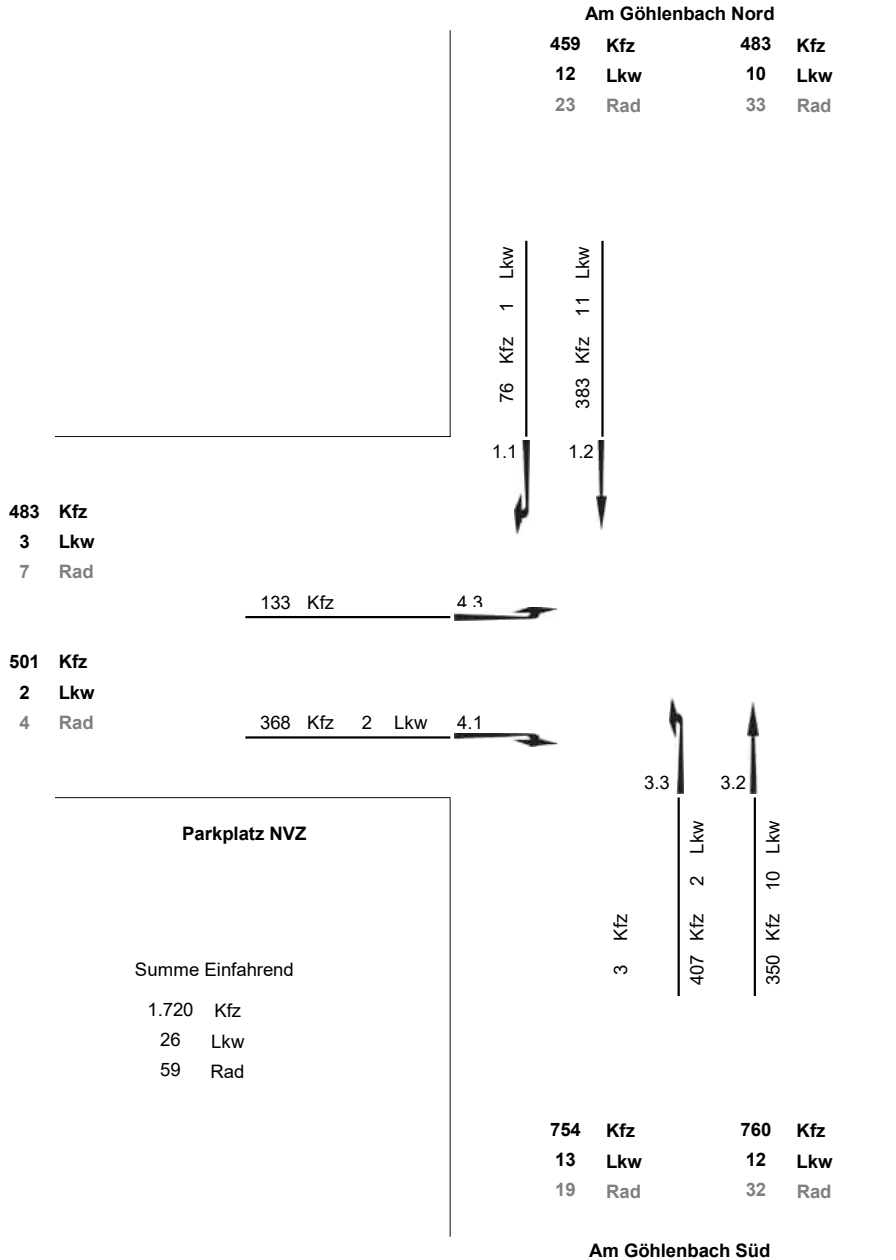 Am Göhlenbach Nord
459 Kfz 483 Kfz
12 Lkw 10 Lkw
23 Rad 33 Rad
76 Kfz 1 Lkw
383 Kfz 11 Lkw
1.1 1.2
483 Kfz
3 Lkw
7 Rad
133 Kfz 4.3
501 Kfz
2 Lkw
4 Rad
368 Kfz 2 Lkw 4.1
3.3 3.2
3 Kfz
407 Kfz 2 Lkw
350 Kfz 10 Lkw
Parkplatz NVZ
Summe Einfahrend
1.720 Kfz
26 Lkw
59 Rad
754 Kfz 760 Kfz
13 Lkw 12 Lkw
19 Rad 32 Rad
Am Göhlenbach Süd